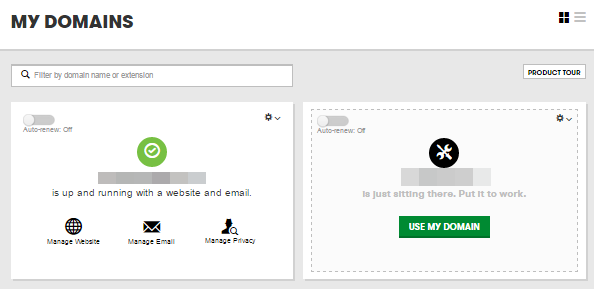 MY DOMAINS
Filter by domain name or extension
PRODUCT TOUR
Auto-renew: Off
is up and running with a website and email.
Manage Website
Manage Email
Manage Privacy
Auto-renew: Off
is just sitting there. Put it to work.
USE MY DOMAIN